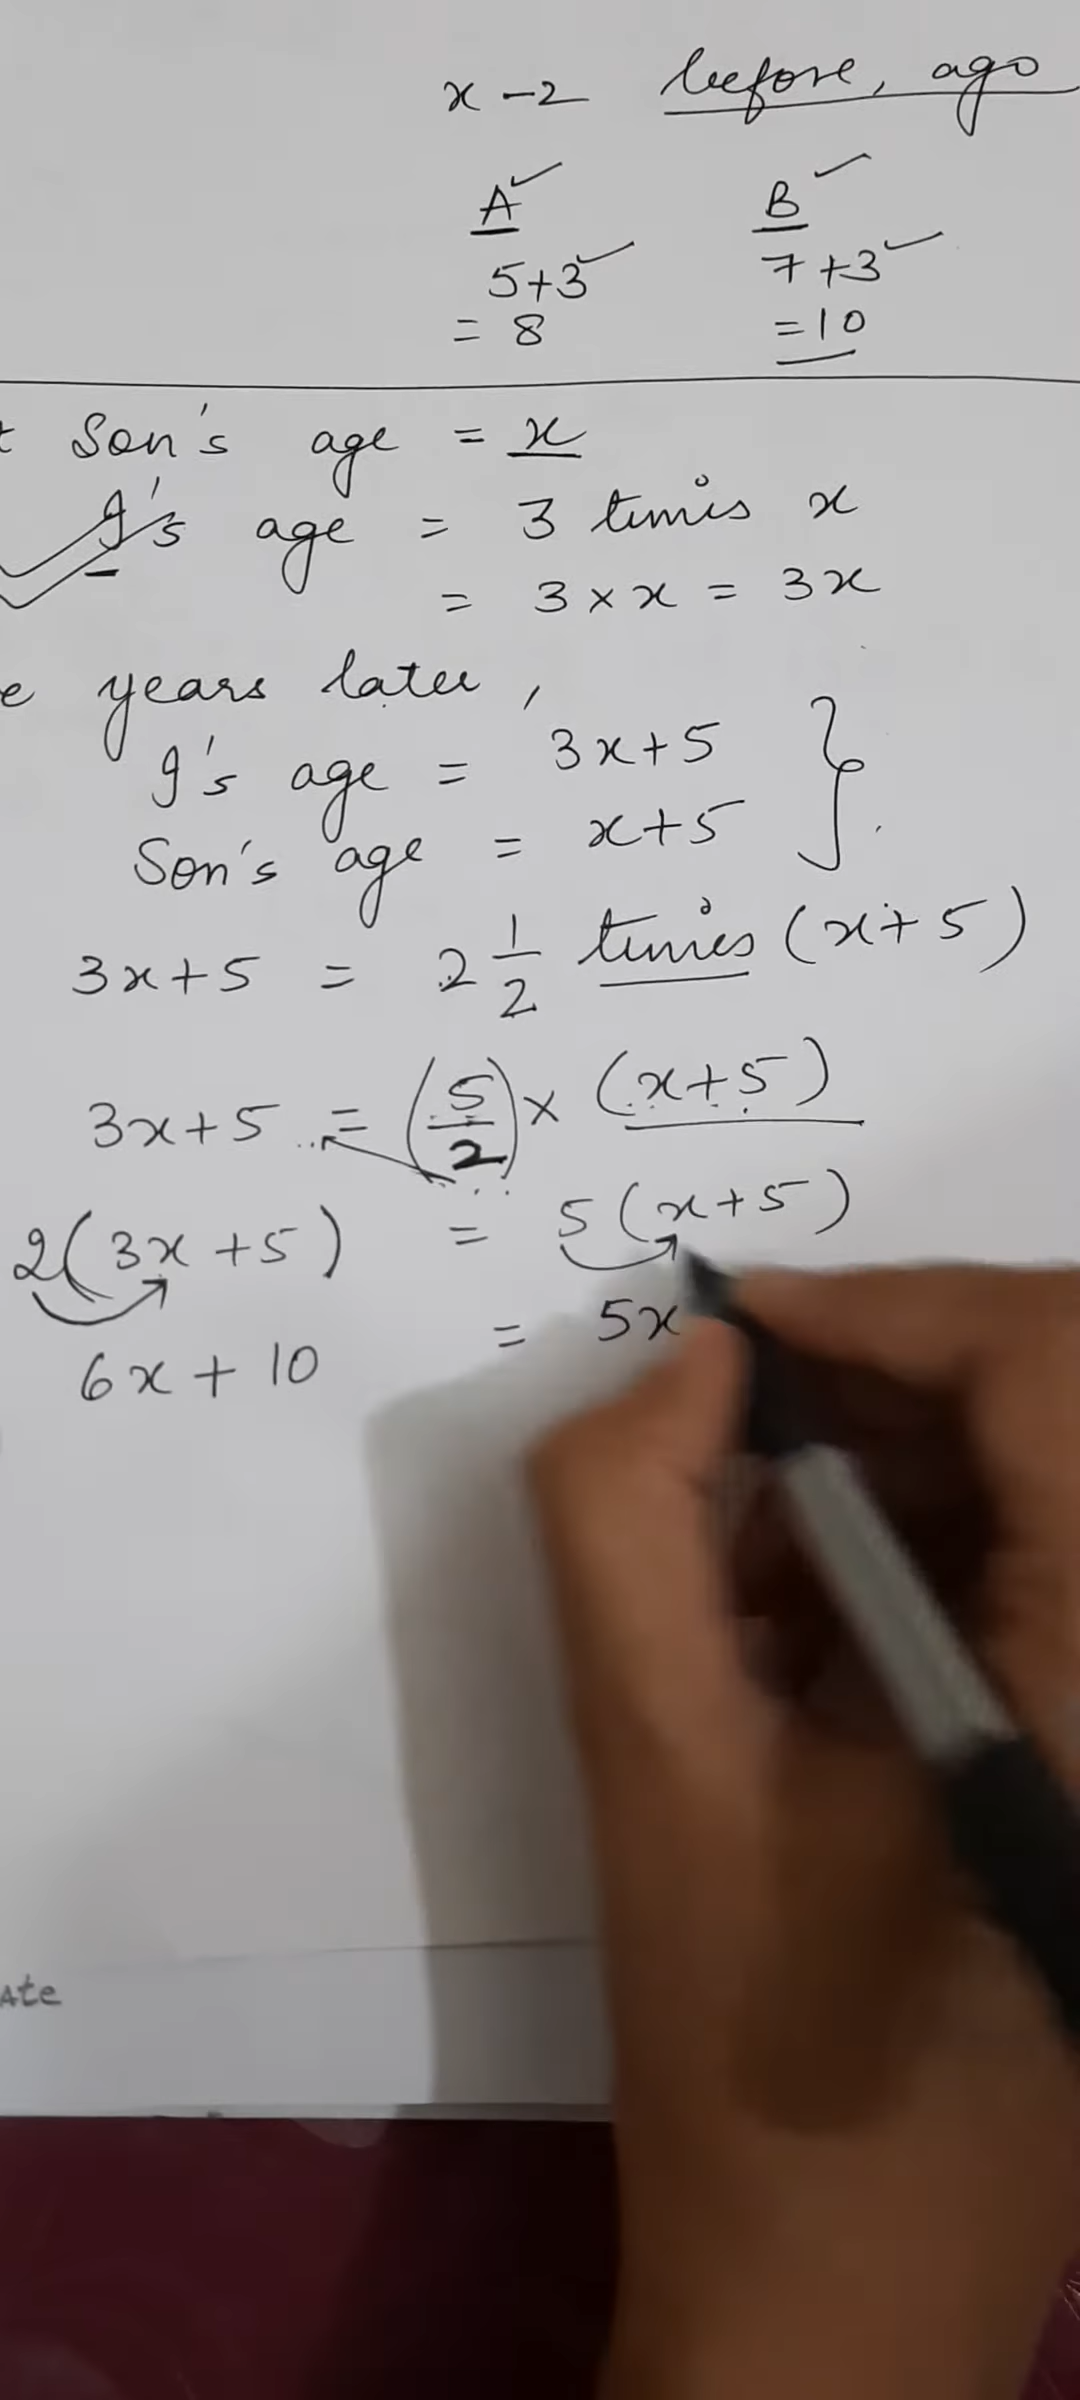 x - 2 before, ago
A B
5+3 7+3
= 8 = 10
Son's age = x
J's age = 3 times x
= 3 × x = 3x
years later,
J's age = 3x+5
Son's age = x+5
3x+5 = 2 1/2 times (x+5)
3x+5 = (5/2) × (x+5)
2(3x+5) = 5(x+5)
6x + 10 = 5x